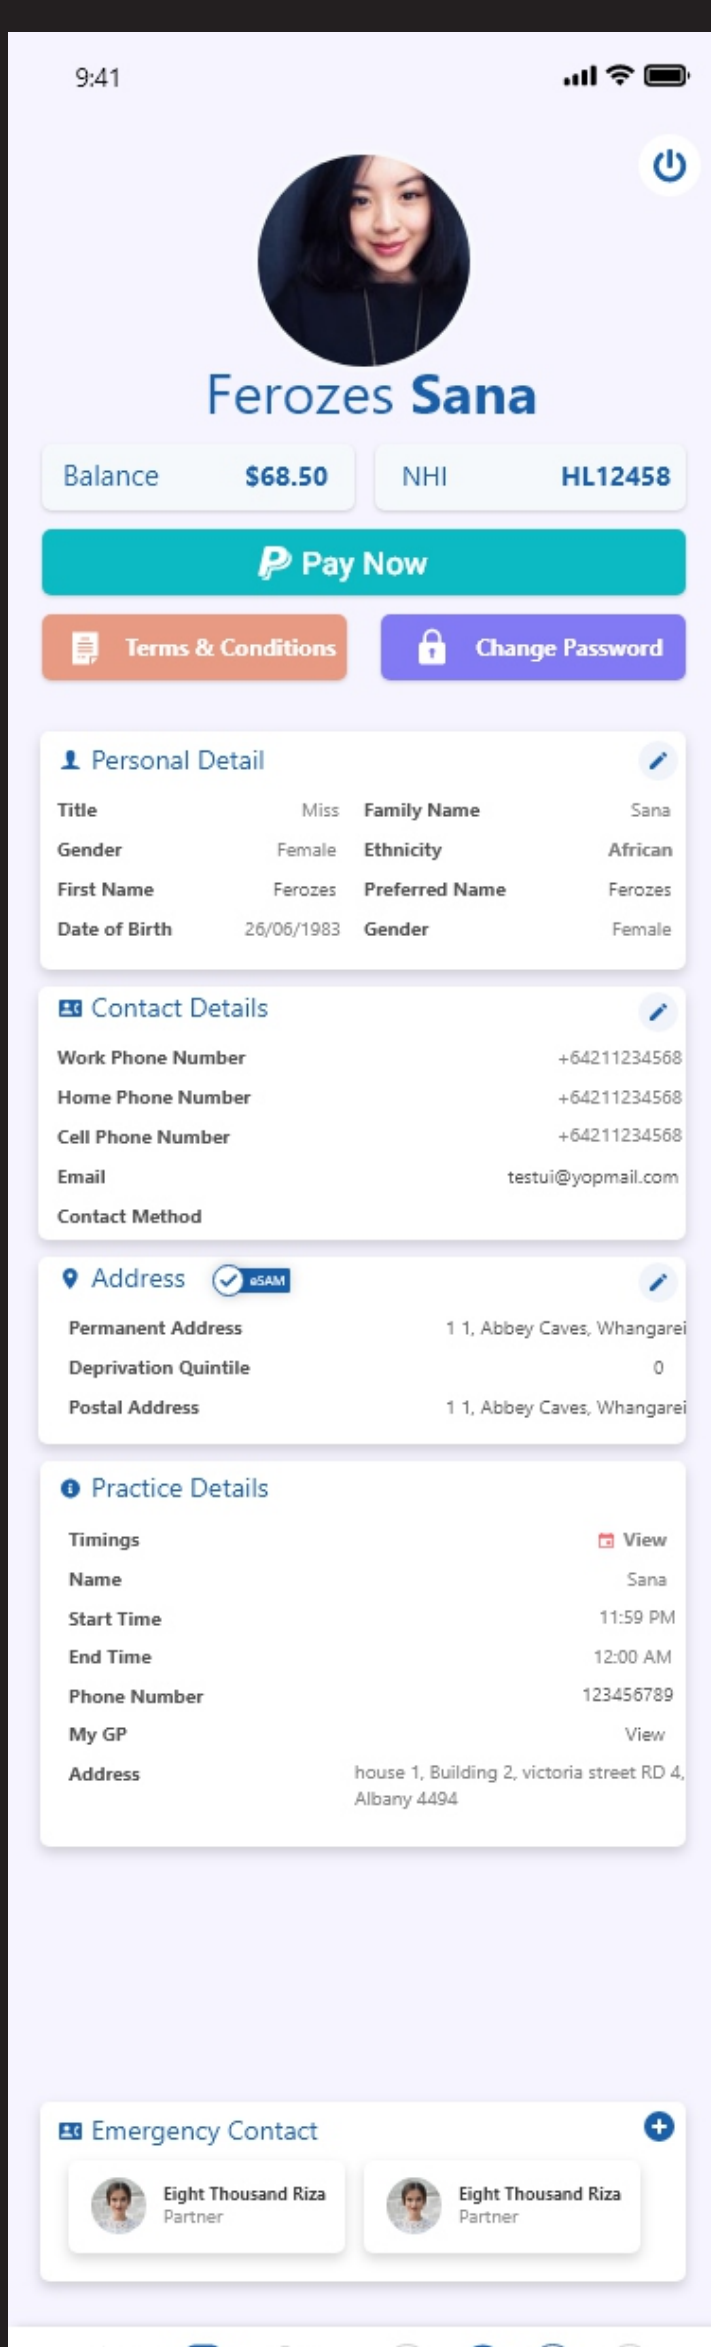 9:41
Ferozes Sana
Balance $68.50 NHI HL12458
Pay Now
Terms & Conditions Change Password
Personal Detail
Title Miss Family Name Sana
Gender Female Ethnicity African
First Name Ferozes Preferred Name Ferozes
Date of Birth 26/06/1983 Gender Female
Contact Details
Work Phone Number +64211234568
Home Phone Number +64211234568
Cell Phone Number +64211234568
Email testui@yopmail.com
Contact Method
Address eSAM
Permanent Address 1 1, Abbey Caves, Whangarei
Deprivation Quintile 0
Postal Address 1 1, Abbey Caves, Whangarei
Practice Details
Timings View
Name Sana
Start Time 11:59 PM
End Time 12:00 AM
Phone Number 123456789
My GP View
Address house 1, Building 2, victoria street RD 4,
Albany 4494
Emergency Contact
Eight Thousand Riza Eight Thousand Riza
Partner Partner